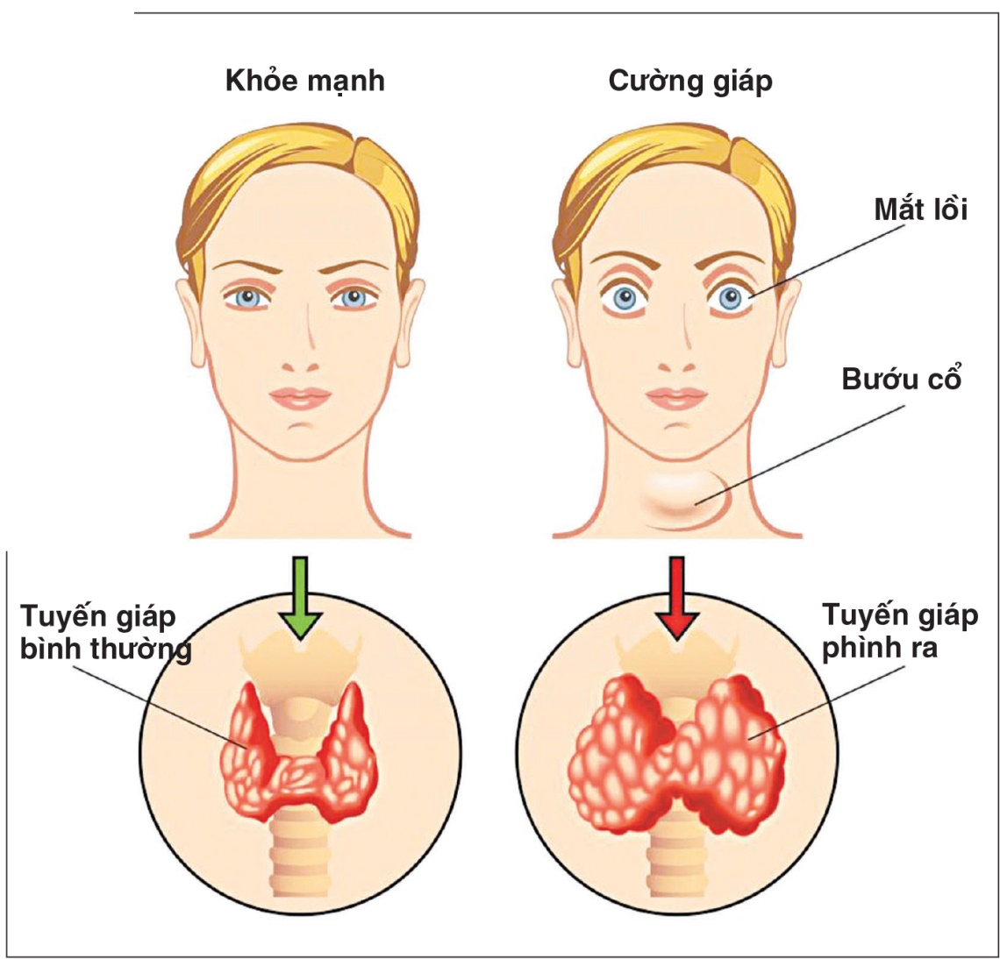 Khỏe mạnh
Cường giáp
Mắt lồi
Bướu cổ
Tuyến giáp
bình thường
Tuyến giáp
phình ra